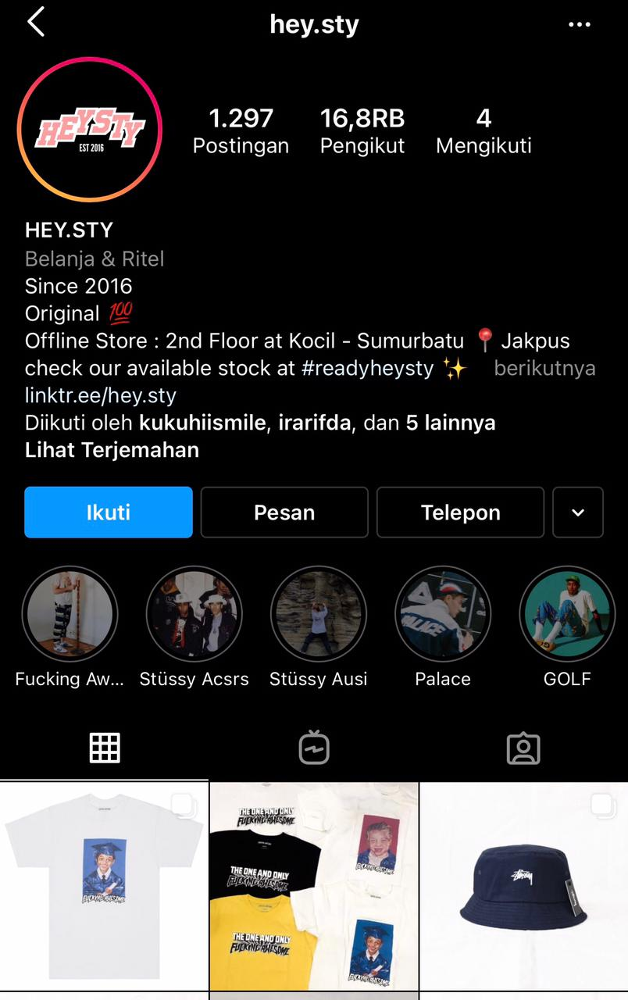 hey.sty
HEYSTY
EST 2016
1.297
Postingan
16,8RB
Pengikut
4
Mengikuti
HEY.STY
Belanja & Ritel
Since 2016
Original 💯
Offline Store : 2nd Floor at Kocil - Sumurbatu 📍 Jakpus
check our available stock at #readyheysty ✨ berikutnya
linktr.ee/hey.sty
Diikuti oleh kukuhiismile, irarifda, dan 5 lainnya
Lihat Terjemahan
Ikuti
Pesan
Telepon
PALACE
Fucking Aw...
Stüssy Acsrs
Stüssy Ausi
Palace
GOLF
FUCKING AWESOME
THE ONE AND ONLY
FUCKING AWESOME
THE ONE AND ONLY
FUCKING AWESOME
THE ONE AND ONLY
FUCKING AWESOME
FUCKING AWESOME
FUCKING AWESOME
Stüssy